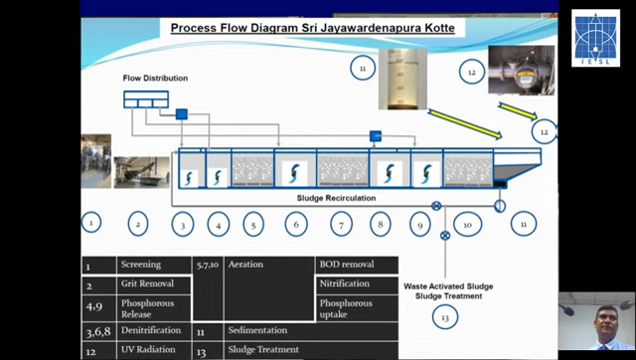 Process Flow Diagram Sri Jayawardenapura Kotte
IESL
11
12
Flow Distribution
12
Sludge Recirculation
1 2 3 4 5 6 7 8 9 10 11
1 Screening 5,7,10 Aeration BOD removal
2 Grit Removal Nitrification
4,9 Phosphorous Release Phosphorous uptake
3,6,8 Denitrification 11 Sedimentation
12 UV Radiation 13 Sludge Treatment
Waste Activated Sludge
Sludge Treatment
13